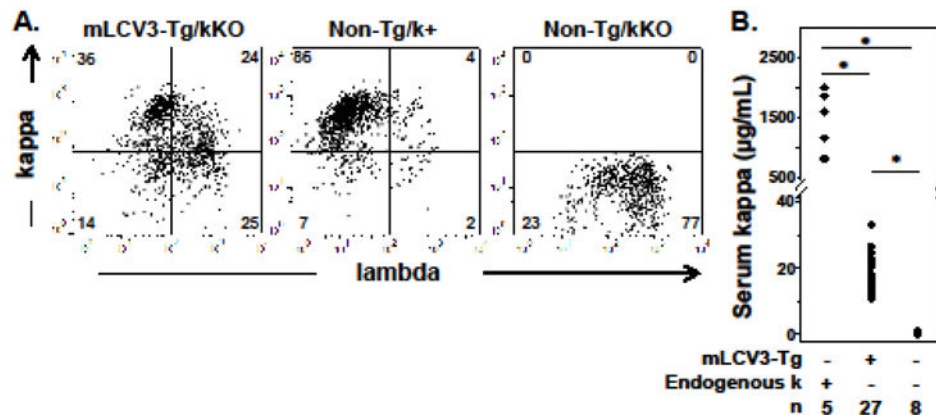 A.
mLCV3-Tg/kKO
Non-Tg/k+
Non-Tg/kKO
36 24
86 4
0 0
14 25
7 2
23 77
kappa
lambda
B.
*
*
*
Serum kappa (µg/mL)
2500
1500
500
40
20
0
mLCV3-Tg - + -
Endogenous k + - -
n 5 27 8